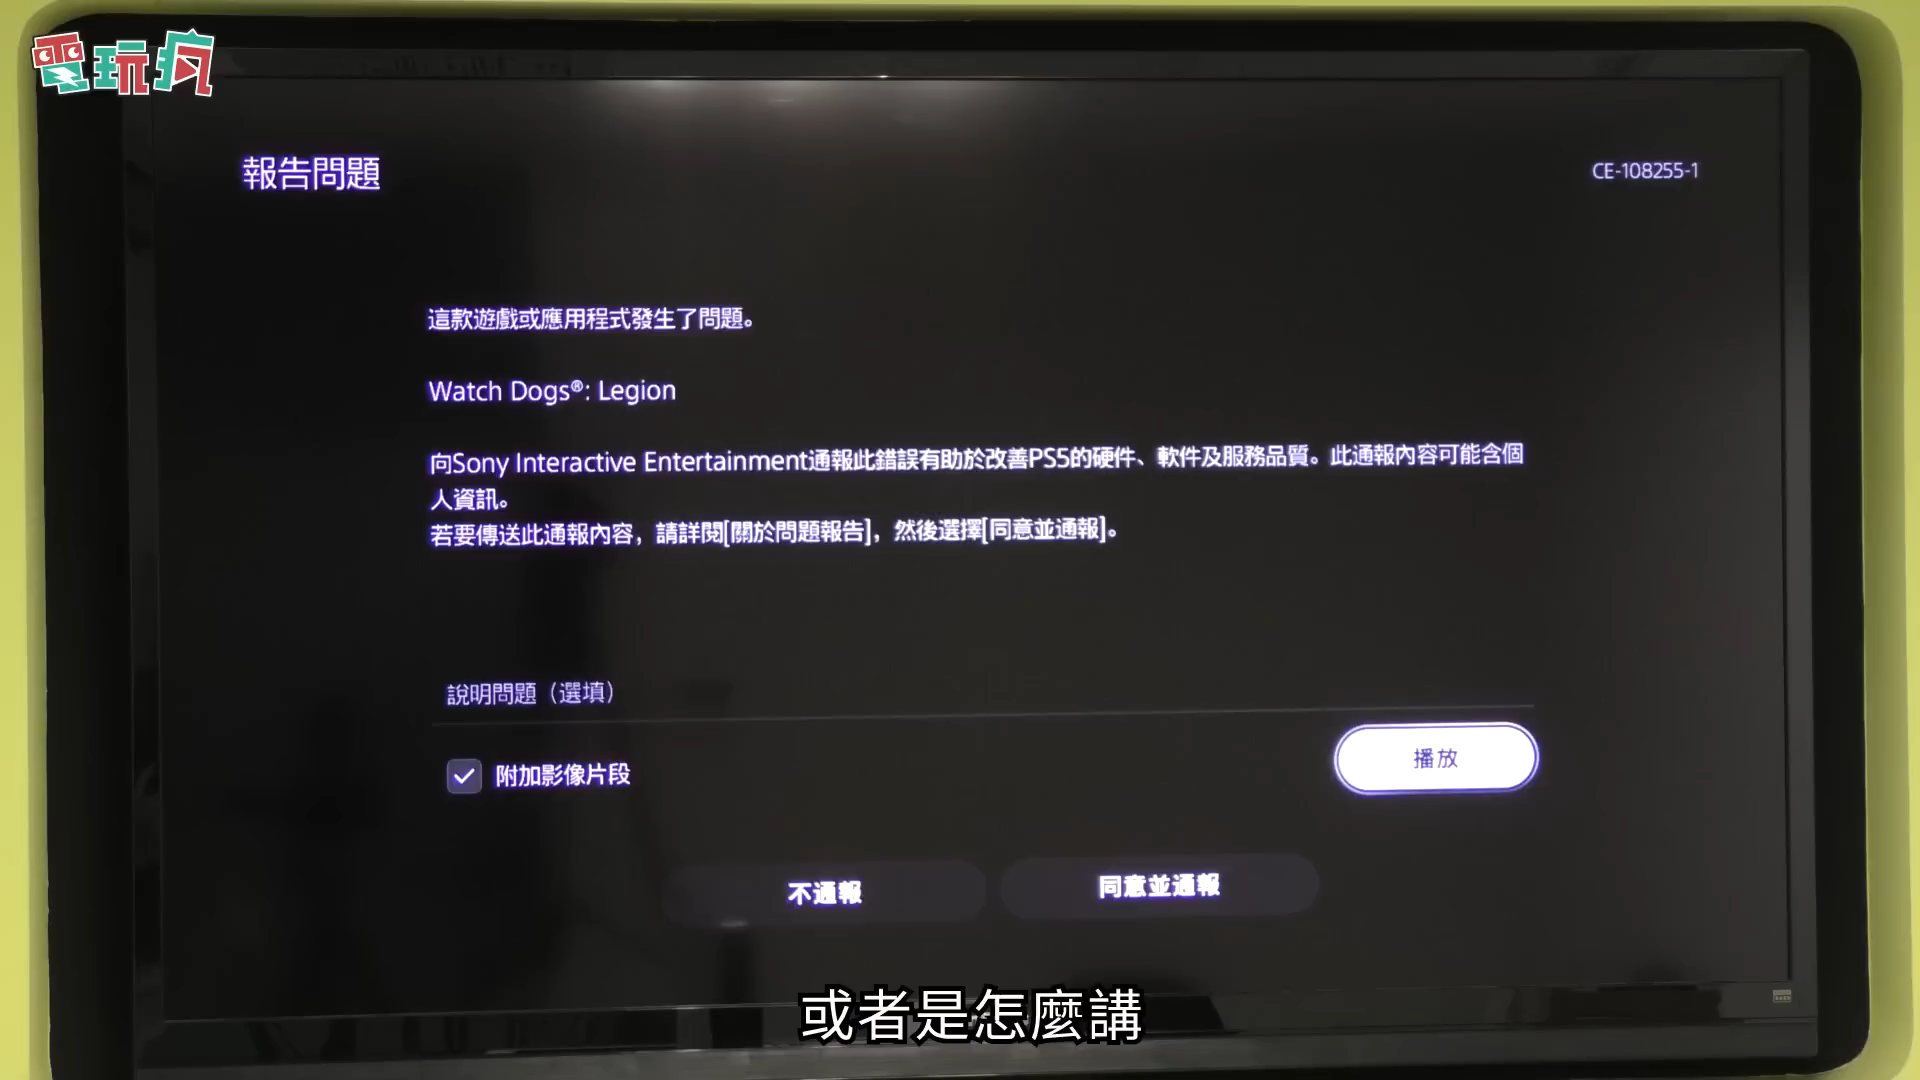 電玩瘋
報告問題
CE-108255-1
這款遊戲或應用程式發生了問題。
Watch Dogs®: Legion
向Sony Interactive Entertainment通報此錯誤有助於改善PS5的硬件、軟件及服務品質。此通報內容可能含個
人資訊。
若要傳送此通報內容，請詳閱[關於問題報告]，然後選擇[同意並通報]。
說明問題（選填）
附加影像片段
播放
不通報
同意並通報
或者是怎麼講